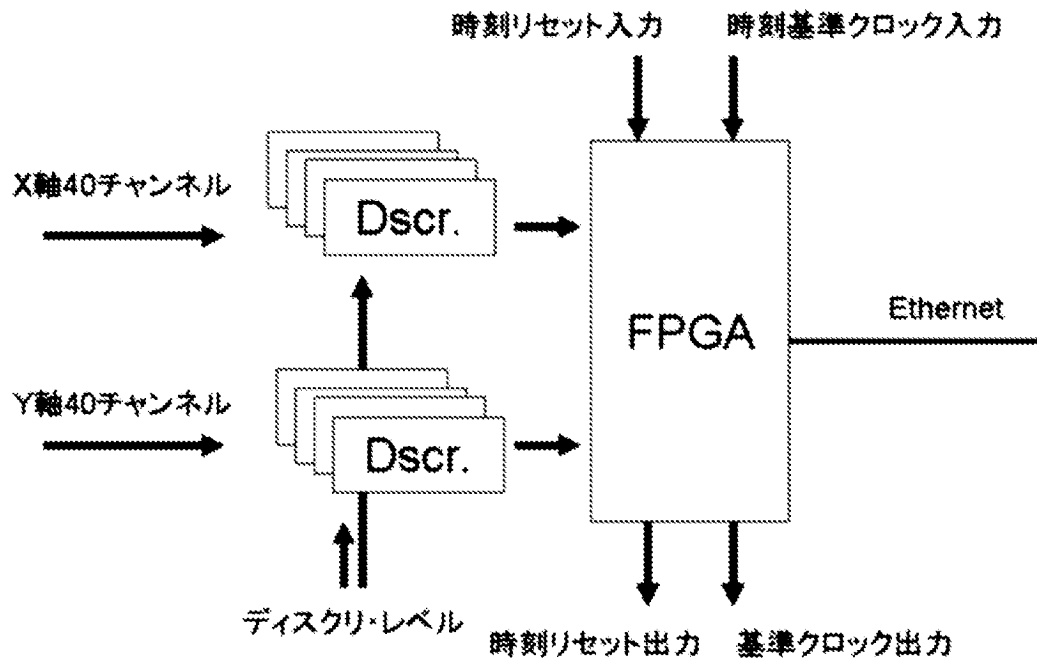 時刻リセット入力
時刻基準クロック入力
X軸40チャンネル
Dscr.
FPGA
Ethernet
Y軸40チャンネル
Dscr.
ディスクリ・レベル
時刻リセット出力
基準クロック出力